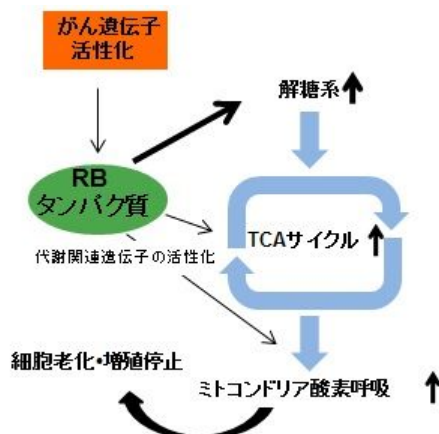 がん遺伝子
活性化
解糖系
RB
タンパク質
TCAサイクル
代謝関連遺伝子の活性化
細胞老化・増殖停止
ミトコンドリア酸素呼吸